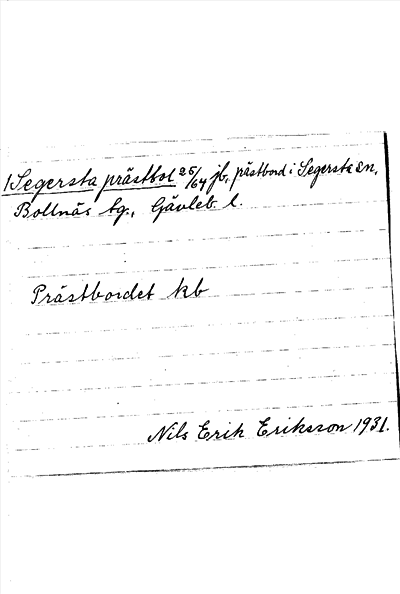 1 Segersta prästbol 25/64 jb, prästbord i Segersta sn,
Bollnäs tg., Gävleb. l.
Prästbordet kb
Nils Erik Eriksson 1931.